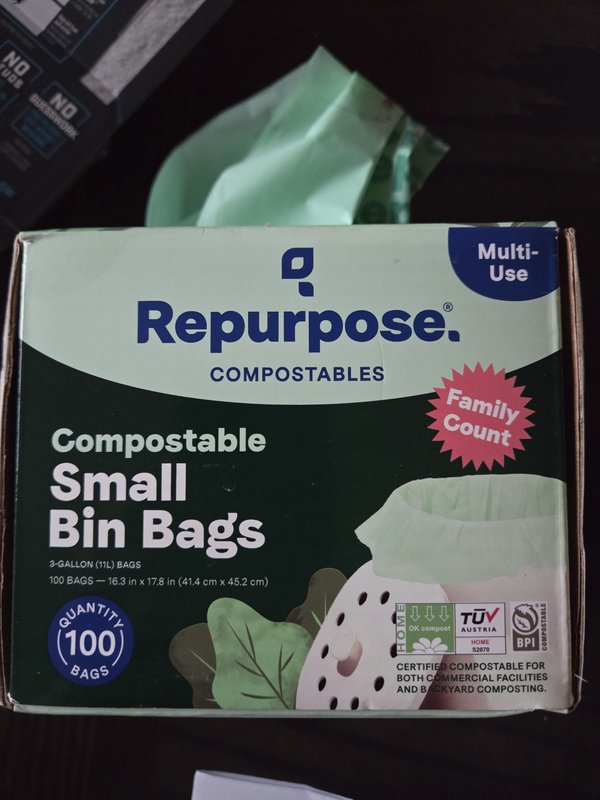 NO
NO
GUESSWORK
Multi-
Use
Repurpose.®
COMPOSTABLES
Family
Count
Compostable
Small
Bin Bags
3-GALLON (11L) BAGS
100 BAGS — 16.3 in x 17.8 in (41.4 cm x 45.2 cm)
QUANTITY
100
BAGS
HOME
OK compost
TÜV
AUSTRIA
HOME
S2070
BPI
COMPOSTABLE
CERTIFIED COMPOSTABLE FOR
BOTH COMMERCIAL FACILITIES
AND BACKYARD COMPOSTING.